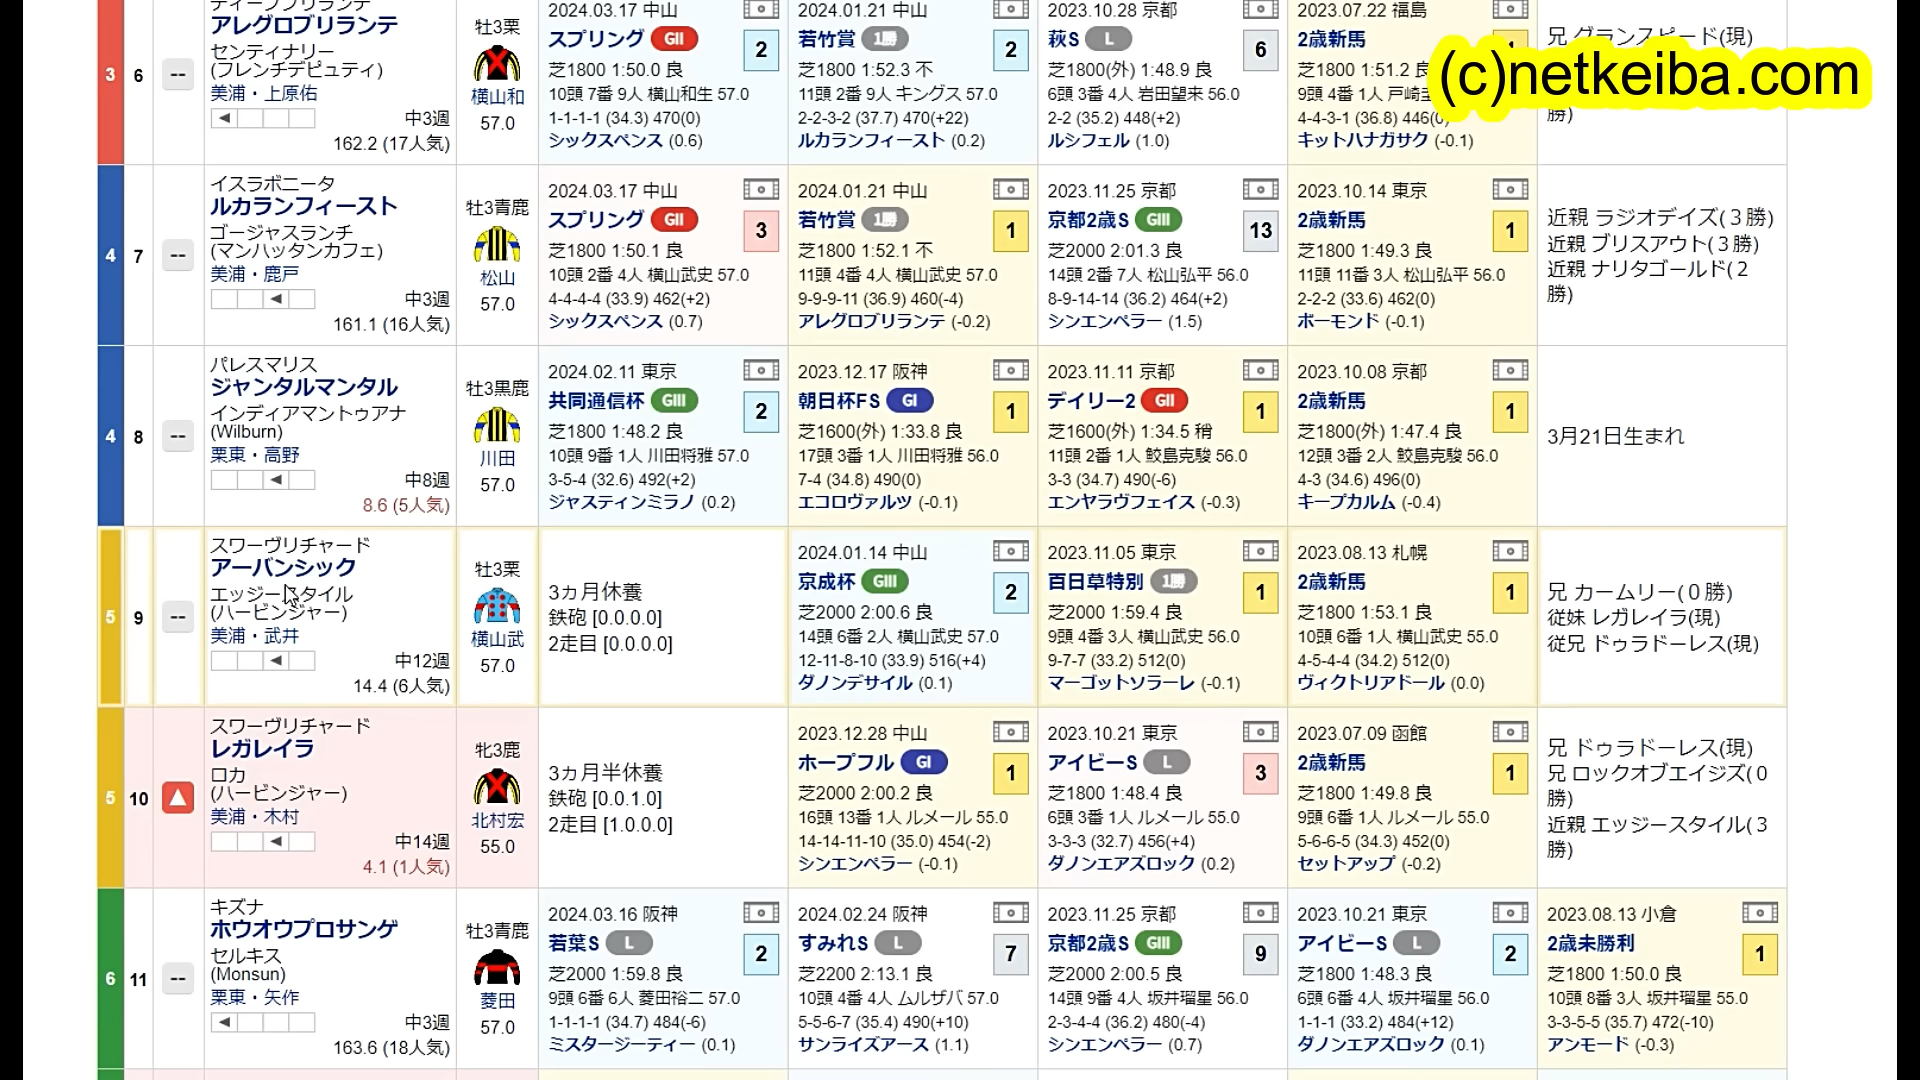 ディープブリランテ
アレグロブリランテ
センティナリー
(フレンチデピュティ)
美浦・上原佑
中3週
162.2 (17人気)
3 6 --
牡3栗
横山和
57.0
2024.03.17 中山
スプリング GII 2
芝1800 1:50.0 良
10頭 7番 9人 横山和生 57.0
1-1-1-1 (34.3) 470(0)
シックスペンス (0.6)
2024.01.21 中山
若竹賞 1勝 2
芝1800 1:52.3 不
11頭 2番 9人 キングス 57.0
2-2-3-2 (37.7) 470(+22)
ルカランフィースト (0.2)
2023.10.28 京都
萩S L 6
芝1800(外) 1:48.9 良
6頭 3番 4人 岩田望来 56.0
2-2 (35.2) 448(+2)
ルシフェル (1.0)
2023.07.22 福島
2歳新馬
芝1800 1:51.2 良
9頭 4番 1人 戸崎圭
4-4-3-1 (36.8) 446(0)
キットハナガサク (-0.1)
兄 グランスピード(現)
勝)
(c)netkeiba.com
4 7 --
イスラボニータ
ルカランフィースト
ゴージャスランチ
(マンハッタンカフェ)
美浦・鹿戸
中3週
161.1 (16人気)
牡3青鹿
松山
57.0
2024.03.17 中山
スプリング GII 3
芝1800 1:50.1 良
10頭 2番 4人 横山武史 57.0
4-4-4-4 (33.9) 462(+2)
シックスペンス (0.7)
2024.01.21 中山
若竹賞 1勝 1
芝1800 1:52.1 不
11頭 4番 4人 横山武史 57.0
9-9-9-11 (36.9) 460(-4)
アレグロブリランテ (-0.2)
2023.11.25 京都
京都2歳S GIII 13
芝2000 2:01.3 良
14頭 2番 7人 松山弘平 56.0
8-9-14-14 (36.2) 464(+2)
シンエンペラー (1.5)
2023.10.14 東京
2歳新馬 1
芝1800 1:49.3 良
11頭 11番 3人 松山弘平 56.0
2-2-2 (33.6) 462(0)
ボーモンド (-0.1)
近親 ラジオデイズ(３勝)
近親 ブリスアウト(３勝)
近親 ナリタゴールド(２
勝)
4 8 --
パレスマリス
ジャンタルマンタル
インディアマントゥアナ
(Wilburn)
栗東・高野
中8週
8.6 (5人気)
牡3黒鹿
川田
57.0
2024.02.11 東京
共同通信杯 GIII 2
芝1800 1:48.2 良
10頭 9番 1人 川田将雅 57.0
3-5-4 (32.6) 492(+2)
ジャスティンミラノ (0.2)
2023.12.17 阪神
朝日杯FS GI 1
芝1600(外) 1:33.8 良
17頭 3番 1人 川田将雅 56.0
7-4 (34.8) 490(0)
エコロヴァルツ (-0.1)
2023.11.11 京都
デイリー2 GII 1
芝1600(外) 1:34.5 稍
11頭 2番 1人 鮫島克駿 56.0
3-3 (34.7) 490(-6)
エンヤラヴフェイス (-0.3)
2023.10.08 京都
2歳新馬 1
芝1800(外) 1:47.4 良
12頭 3番 2人 鮫島克駿 56.0
4-3 (34.6) 496(0)
キープカルム (-0.4)
3月21日生まれ
5 9 --
スワーヴリチャード
アーバンシック
エッジースタイル
(ハービンジャー)
美浦・武井
中12週
14.4 (6人気)
牡3栗
横山武
57.0
3ヵ月休養
鉄砲 [0.0.0.0]
2走目 [0.0.0.0]
2024.01.14 中山
京成杯 GIII 2
芝2000 2:00.6 良
14頭 6番 2人 横山武史 57.0
12-11-8-10 (33.9) 516(+4)
ダノンデサイル (0.1)
2023.11.05 東京
百日草特別 1勝 1
芝2000 1:59.4 良
9頭 4番 3人 横山武史 56.0
9-7-7 (33.2) 512(0)
マーゴットソラーレ (-0.1)
2023.08.13 札幌
2歳新馬 1
芝1800 1:53.1 良
10頭 6番 1人 横山武史 55.0
4-5-4-4 (34.2) 512(0)
ヴィクトリアドール (0.0)
兄 カームリー(０勝)
従妹 レガレイラ(現)
従兄 ドゥラドーレス(現)
5 10
スワーヴリチャード
レガレイラ
ロカ
(ハービンジャー)
美浦・木村
中14週
4.1 (1人気)
牝3鹿
北村宏
55.0
3ヵ月半休養
鉄砲 [0.0.1.0]
2走目 [1.0.0.0]
2023.12.28 中山
ホープフル GI 1
芝2000 2:00.2 良
16頭 13番 1人 ルメール 55.0
14-14-11-10 (35.0) 454(-2)
シンエンペラー (-0.1)
2023.10.21 東京
アイビーS L 3
芝1800 1:48.4 良
6頭 3番 1人 ルメール 55.0
3-3-3 (32.7) 456(+4)
ダノンエアズロック (0.2)
2023.07.09 函館
2歳新馬 1
芝1800 1:49.8 良
9頭 6番 1人 ルメール 55.0
5-6-6-5 (34.3) 452(0)
セットアップ (-0.2)
兄 ドゥラドーレス(現)
兄 ロックオブエイジズ(０
勝)
近親 エッジースタイル(３
勝)
6 11 --
キズナ
ホウオウプロサンゲ
セルキス
(Monsun)
栗東・矢作
中3週
163.6 (18人気)
牡3青鹿
菱田
57.0
2024.03.16 阪神
若葉S L 2
芝2000 1:59.8 良
9頭 6番 6人 菱田裕二 57.0
1-1-1-1 (34.7) 484(-6)
ミスタージーティー (0.1)
2024.02.24 阪神
すみれS L 7
芝2200 2:13.1 良
10頭 4番 4人 ムルザバ 57.0
5-5-6-7 (35.4) 490(+10)
サンライズアース (1.1)
2023.11.25 京都
京都2歳S GIII 9
芝2000 2:00.5 良
14頭 9番 4人 坂井瑠星 56.0
2-3-4-4 (36.2) 480(-4)
シンエンペラー (0.7)
2023.10.21 東京
アイビーS L 2
芝1800 1:48.3 良
6頭 6番 4人 坂井瑠星 56.0
1-1-1 (33.2) 484(+12)
ダノンエアズロック (0.1)
2023.08.13 小倉
2歳未勝利 1
芝1800 1:50.0 良
10頭 8番 3人 坂井瑠星 55.0
3-3-5-5 (35.7) 472(-10)
アンモード (-0.3)